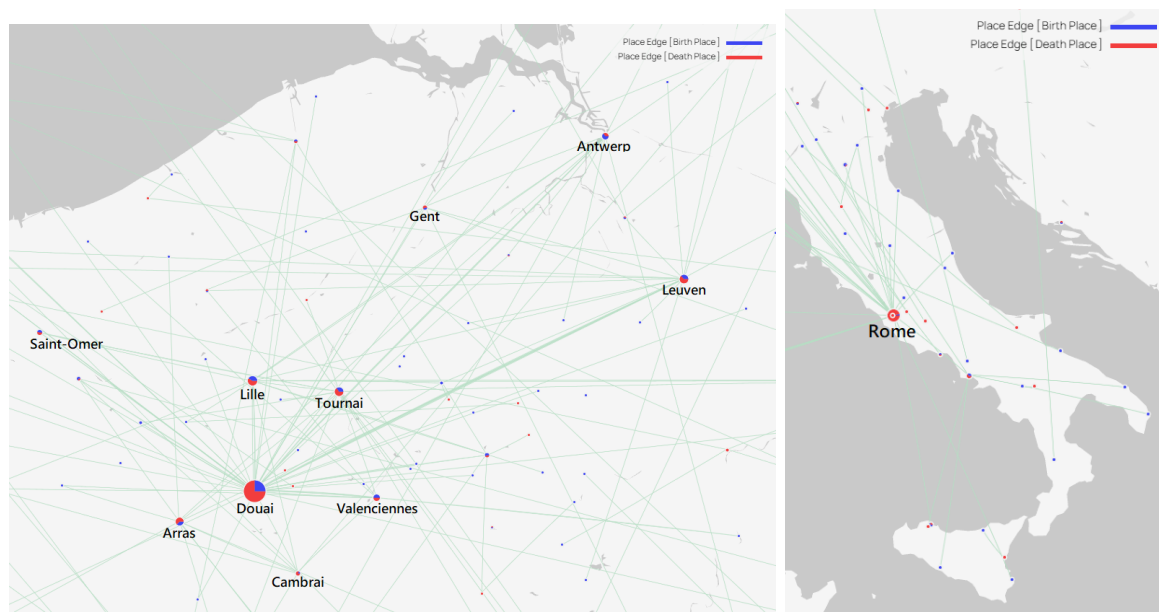 Place Edge [Birth Place]
Place Edge [Death Place]
Antwerp
Gent
Leuven
Saint-Omer
Lille
Tournai
Douai
Valenciennes
Arras
Cambrai
Place Edge [Birth Place]
Place Edge [Death Place]
Rome